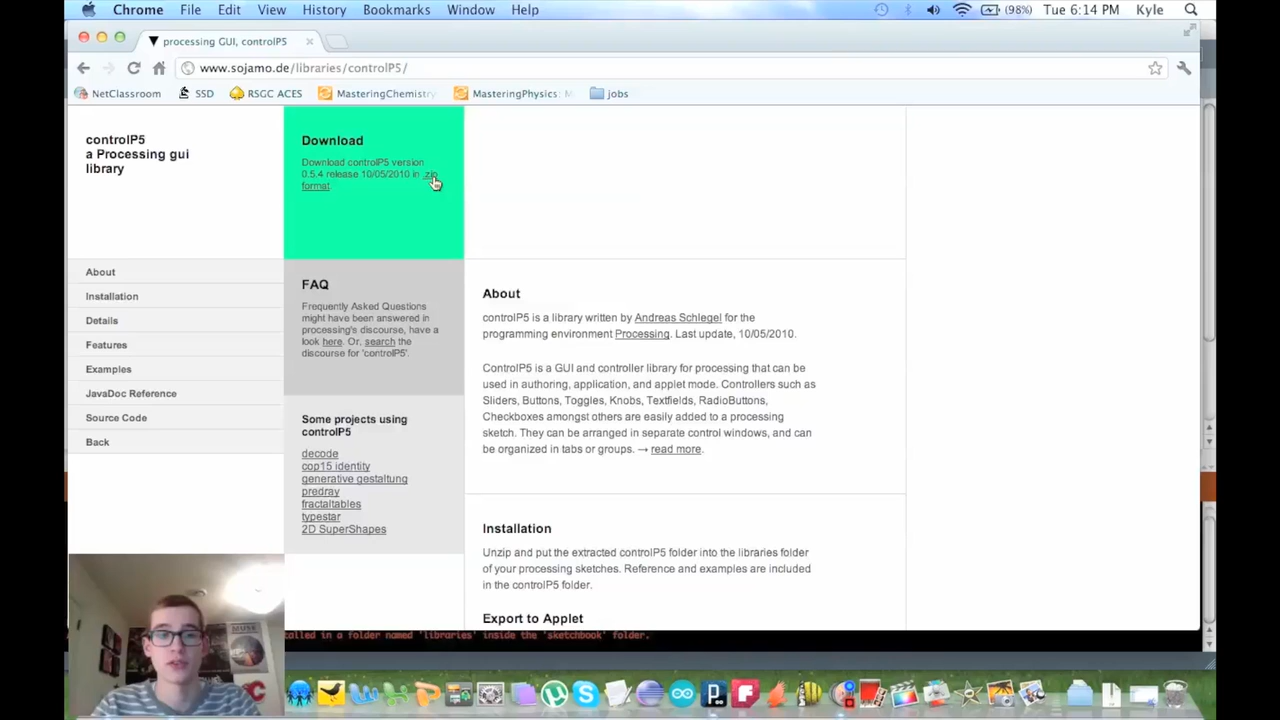 Chrome File Edit View History Bookmarks Window Help (98%) Tue 6:14 PM Kyle
processing GUI, controlP5
www.sojamo.de/libraries/controlP5/
NetClassroom SSD RSGC ACES MasteringChemistry MasteringPhysics: M jobs
controlP5
a Processing gui
library
About
Installation
Details
Features
Examples
JavaDoc Reference
Source Code
Back
Download
Download controlP5 version
0.5.4 release 10/05/2010 in .zip
format
FAQ
Frequently Asked Questions
might have been answered in
processing's discourse, have a
look here. Or, search the
discourse for 'controlP5'.
Some projects using
controlP5
decode
cop15 identity
generative gestaltung
predray
fractaltables
typestar
2D SuperShapes
About
controlP5 is a library written by Andreas Schlegel for the
programming environment Processing. Last update, 10/05/2010.
ControlP5 is a GUI and controller library for processing that can be
used in authoring, application, and applet mode. Controllers such as
Sliders, Buttons, Toggles, Knobs, Textfields, RadioButtons,
Checkboxes amongst others are easily added to a processing
sketch. They can be arranged in separate control windows, and can
be organized in tabs or groups. → read more.
Installation
Unzip and put the extracted controlP5 folder into the libraries folder
of your processing sketches. Reference and examples are included
in the controlP5 folder.
Export to Applet
talled in a folder named 'libraries' inside the 'sketchbook' folder.